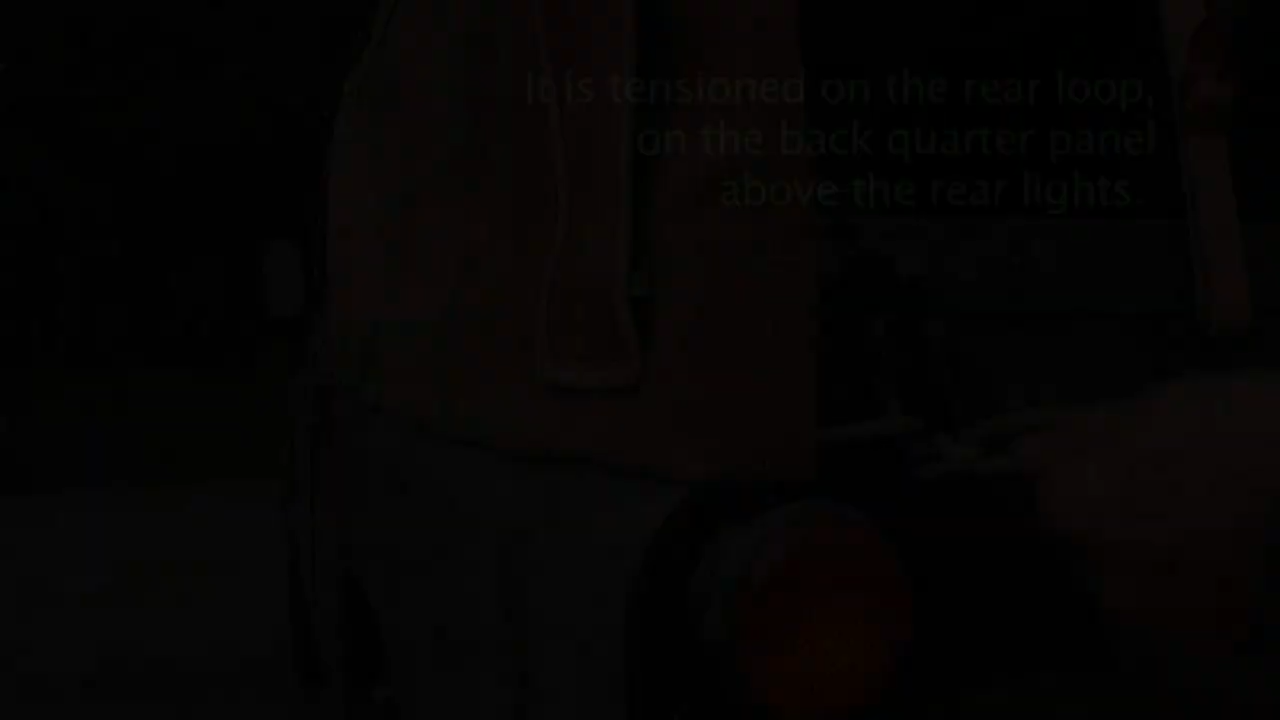 It is tensioned on the rear loop,
on the back quarter panel
above the rear lights.